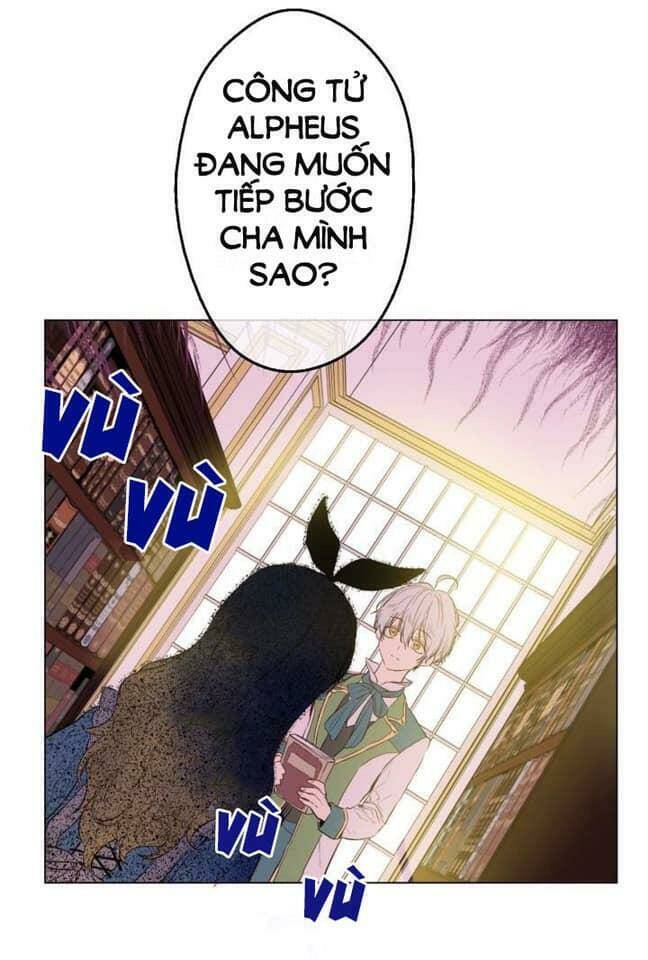 CÔNG TỬ
ALPHEUS
ĐANG MUỐN
TIẾP BƯỚC
CHA MÌNH
SAO?
VÙ
VÙ
VÙ
VÙ